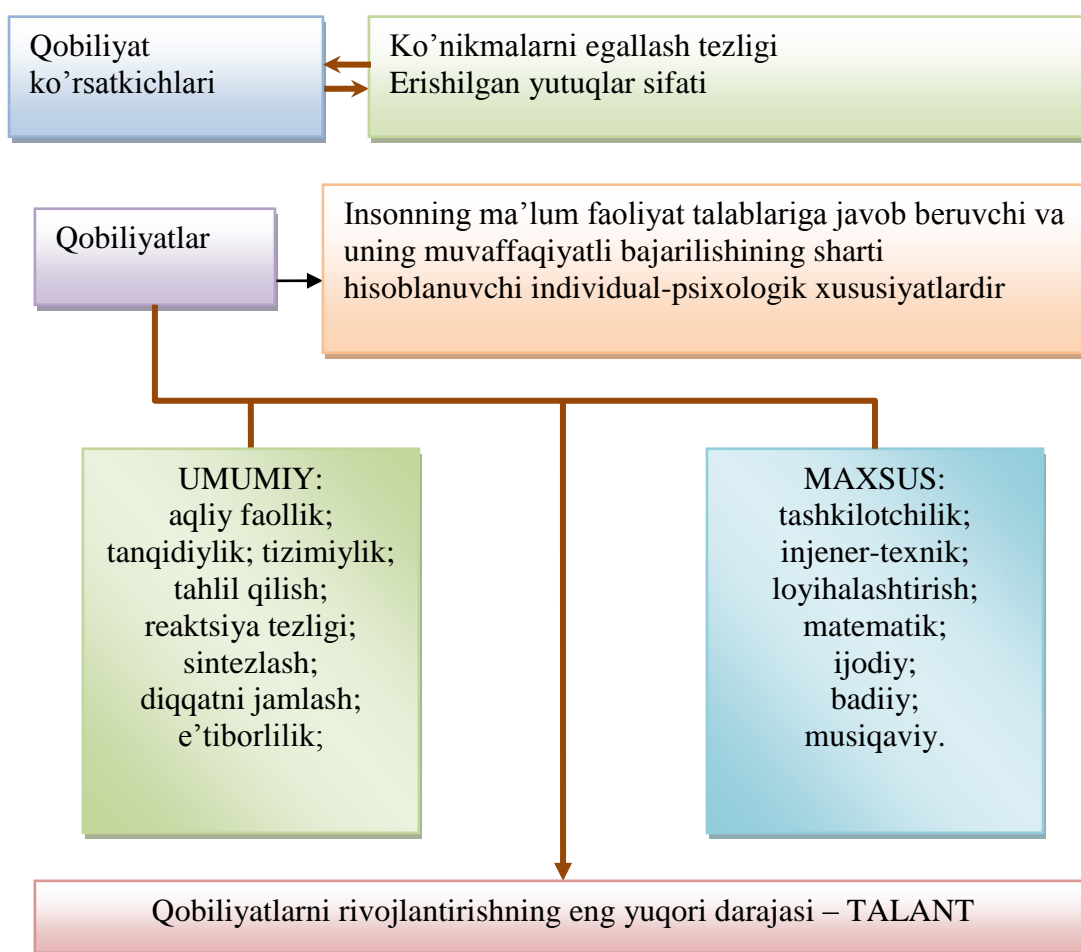 Qobiliyat
ko’rsatkichlari
Ko’nikmalarni egallash tezligi
Erishilgan yutuqlar sifati
Qobiliyatlar
Insonning ma’lum faoliyat talablariga javob beruvchi va
uning muvaffaqiyatli bajarilishining sharti
hisoblanuvchi individual-psixologik xususiyatlardir
UMUMIY:
aqliy faollik;
tanqidiylik; tizimiylik;
tahlil qilish;
reaktsiya tezligi;
sintezlash;
diqqatni jamlash;
e’tiborlilik;
MAXSUS:
tashkilotchilik;
injener-texnik;
loyihalashtirish;
matematik;
ijodiy;
badiiy;
musiqaviy.
Qobiliyatlarni rivojlantirishning eng yuqori darajasi – TALANT